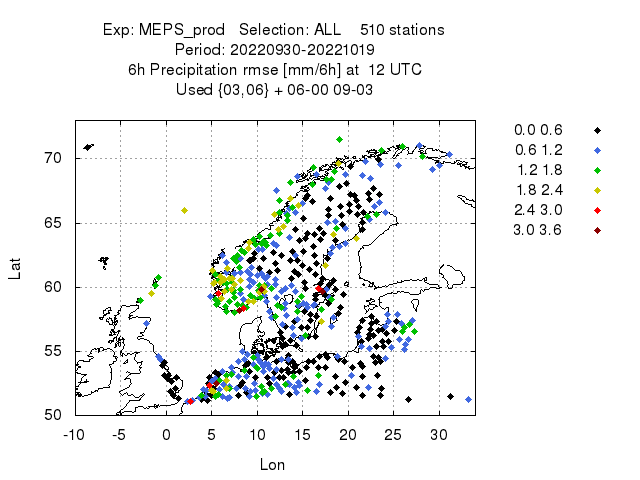 Exp: MEPS_prod   Selection: ALL    510 stations
Period: 20220930-20221019
6h Precipitation rmse [mm/6h] at  12 UTC
Used {03,06} + 06-00 09-03
0.0 0.6
0.6 1.2
1.2 1.8
1.8 2.4
2.4 3.0
3.0 3.6
70
65
60
55
50
Lat
-10 -5 0 5 10 15 20 25 30
Lon